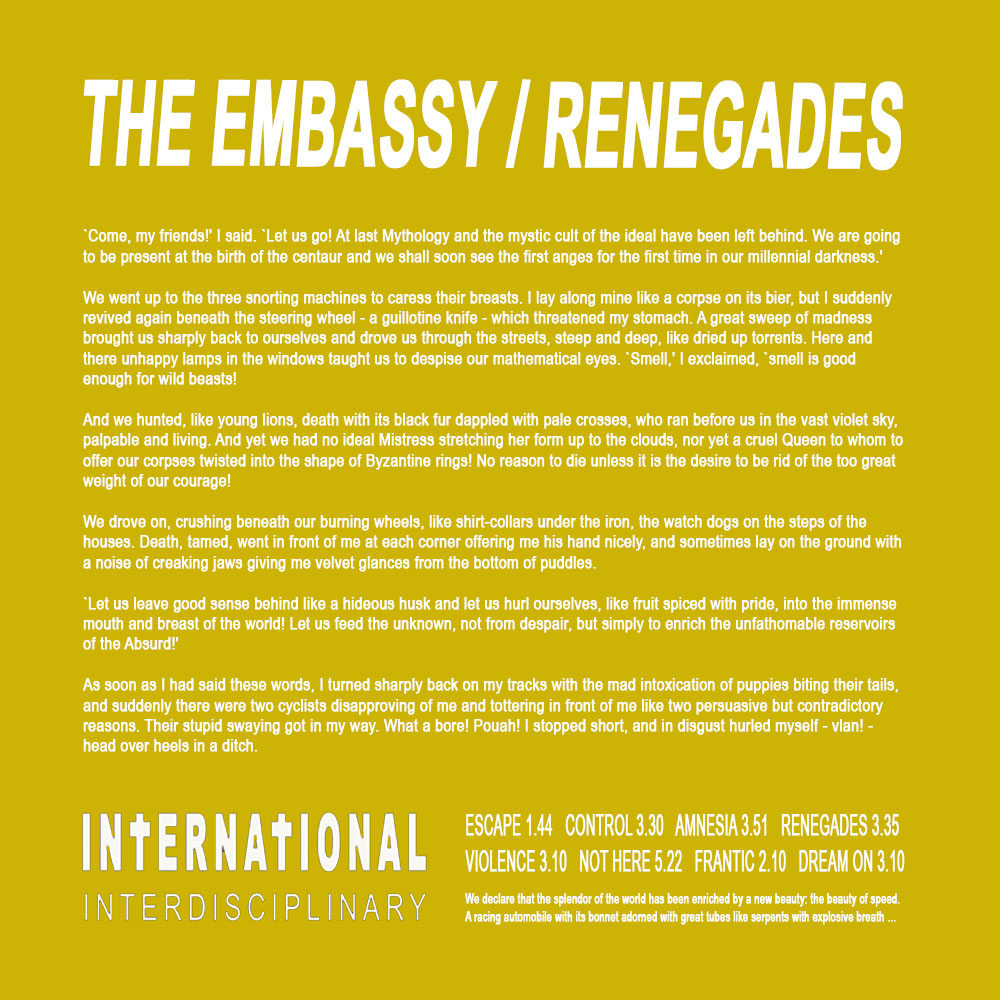 THE EMBASSY / RENEGADES
`Come, my friends!' I said. `Let us go! At last Mythology and the mystic cult of the ideal have been left behind. We are going
to be present at the birth of the centaur and we shall soon see the first anges for the first time in our millennial darkness.'
We went up to the three snorting machines to caress their breasts. I lay along mine like a corpse on its bier, but I suddenly
revived again beneath the steering wheel - a guillotine knife - which threatened my stomach. A great sweep of madness
brought us sharply back to ourselves and drove us through the streets, steep and deep, like dried up torrents. Here and
there unhappy lamps in the windows taught us to despise our mathematical eyes. `Smell,' I exclaimed, `smell is good
enough for wild beasts!
And we hunted, like young lions, death with its black fur dappled with pale crosses, who ran before us in the vast violet sky,
palpable and living. And yet we had no ideal Mistress stretching her form up to the clouds, nor yet a cruel Queen to whom to
offer our corpses twisted into the shape of Byzantine rings! No reason to die unless it is the desire to be rid of the too great
weight of our courage!
We drove on, crushing beneath our burning wheels, like shirt-collars under the iron, the watch dogs on the steps of the
houses. Death, tamed, went in front of me at each corner offering me his hand nicely, and sometimes lay on the ground with
a noise of creaking jaws giving me velvet glances from the bottom of puddles.
`Let us leave good sense behind like a hideous husk and let us hurl ourselves, like fruit spiced with pride, into the immense
mouth and breast of the world! Let us feed the unknown, not from despair, but simply to enrich the unfathomable reservoirs
of the Absurd!'
As soon as I had said these words, I turned sharply back on my tracks with the mad intoxication of puppies biting their tails,
and suddenly there were two cyclists disapproving of me and tottering in front of me like two persuasive but contradictory
reasons. Their stupid swaying got in my way. What a bore! Pouah! I stopped short, and in disgust hurled myself - vlan! -
head over heels in a ditch.
INTERNATIONAL
INTERDISCIPLINARY
ESCAPE 1.44 CONTROL 3.30 AMNESIA 3.51 RENEGADES 3.35
VIOLENCE 3.10 NOT HERE 5.22 FRANTIC 2.10 DREAM ON 3.10
We declare that the splendor of the world has been enriched by a new beauty: the beauty of speed.
A racing automobile with its bonnet adorned with great tubes like serpents with explosive breath ...